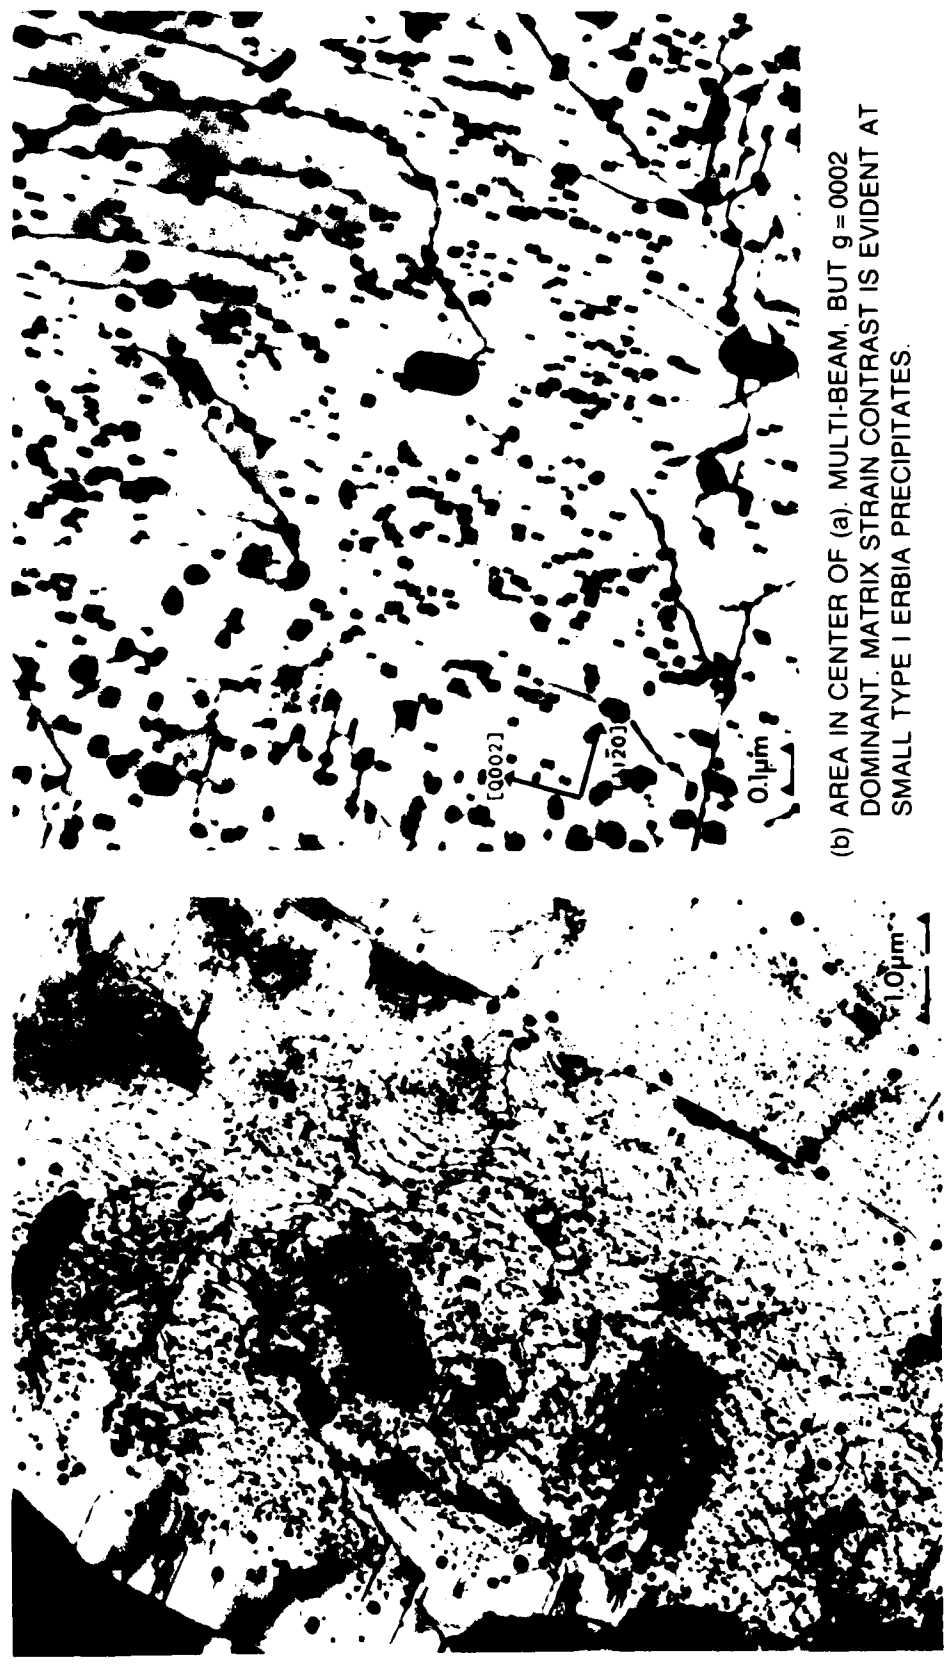 1.0μm
[0002]
[1120]
0.1μm
(b) AREA IN CENTER OF (a). MULTI-BEAM, BUT g = 0002
DOMINANT. MATRIX STRAIN CONTRAST IS EVIDENT AT
SMALL TYPE I ERBIA PRECIPITATES.